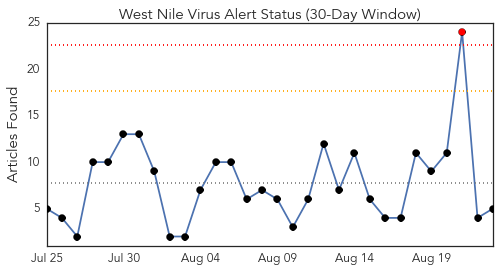 West Nile Virus Alert Status (30-Day Window)
25
20
15
10
5
Articles Found
Jul 25 Jul 30 Aug 04 Aug 09 Aug 14 Aug 19